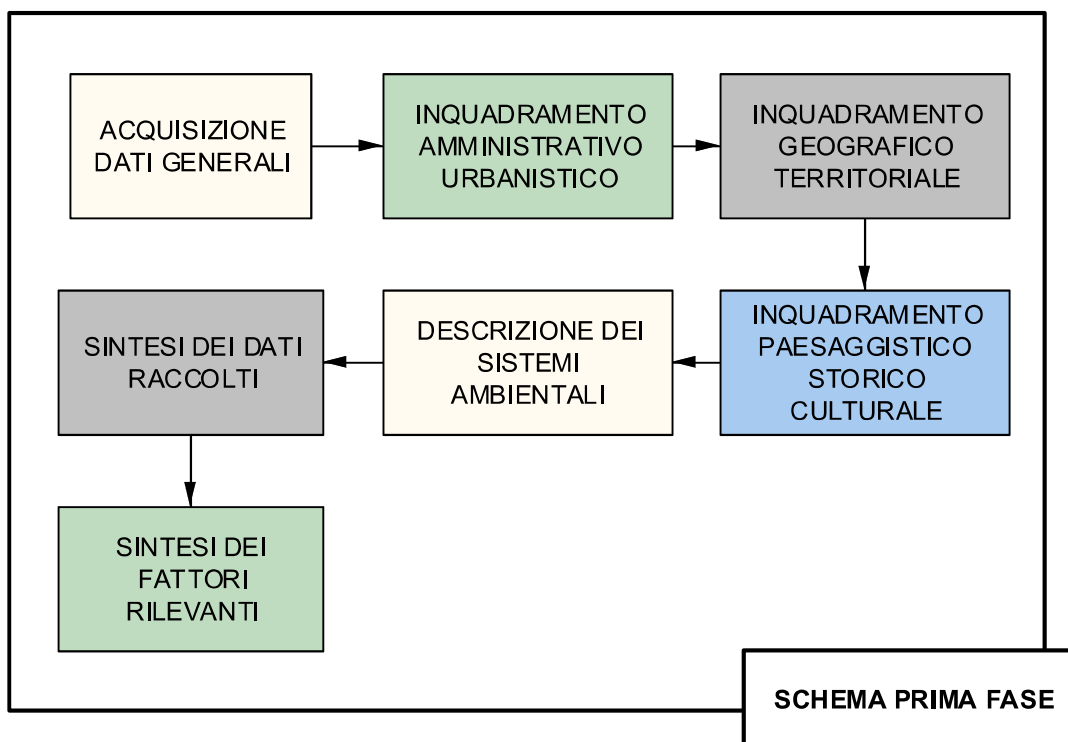 ACQUISIZIONE
DATI GENERALI
INQUADRAMENTO
AMMINISTRATIVO
URBANISTICO
INQUADRAMENTO
GEOGRAFICO
TERRITORIALE
INQUADRAMENTO
PAESAGGISTICO
STORICO
CULTURALE
DESCRIZIONE DEI
SISTEMI
AMBIENTALI
SINTESI DEI DATI
RACCOLTI
SINTESI DEI
FATTORI
RILEVANTI
SCHEMA PRIMA FASE